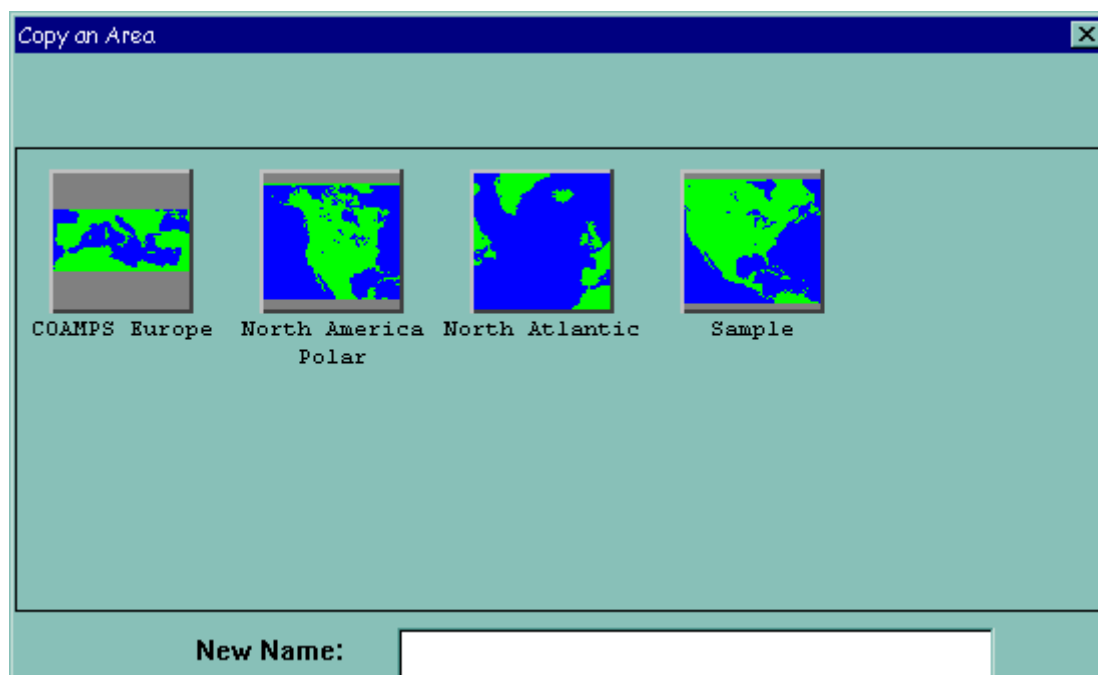 Copy an Area
COAMPS Europe
North America
Polar
North Atlantic
Sample
New Name: